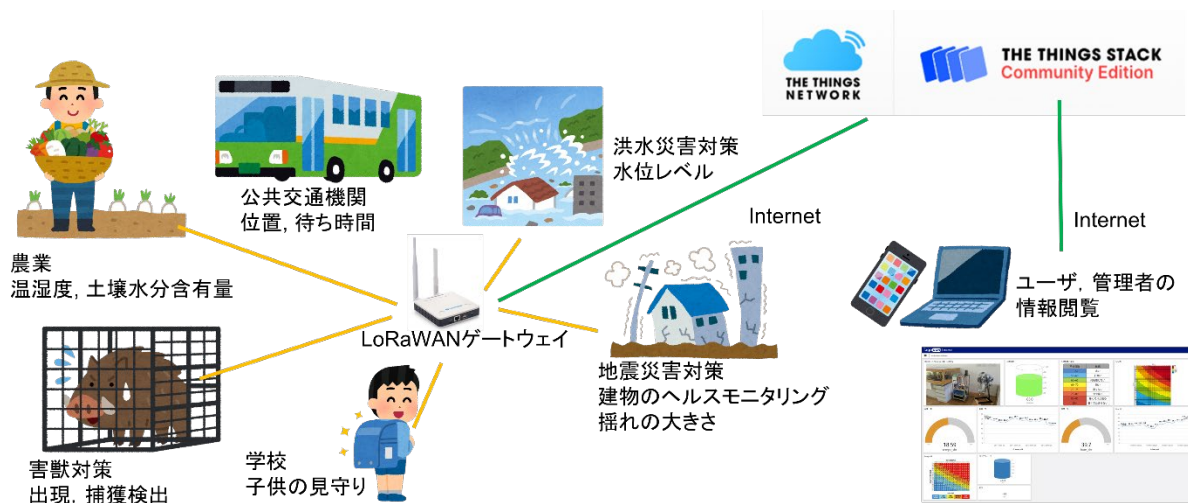 THE THINGS
NETWORK
THE THINGS STACK
Community Edition
公共交通機関
位置, 待ち時間
洪水災害対策
水位レベル
Internet
Internet
農業
温湿度, 土壌水分含有量
LoRaWANゲートウェイ
ユーザ, 管理者の
情報閲覧
地震災害対策
建物のヘルスモニタリング
揺れの大きさ
害獣対策
出現, 捕獲検出
学校
子供の見守り